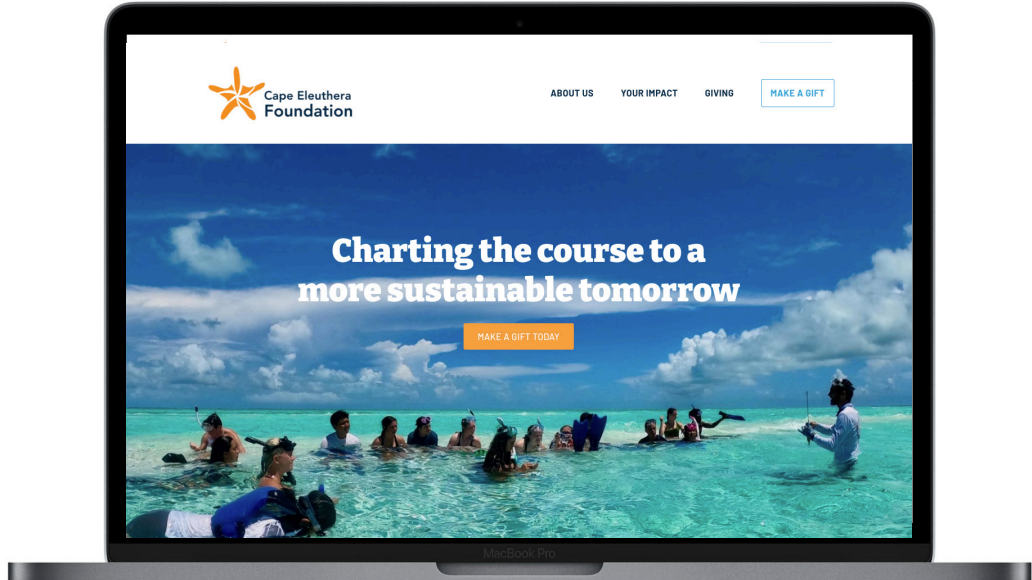 Cape Eleuthera
Foundation
ABOUT US
YOUR IMPACT
GIVING
MAKE A GIFT
Charting the course to a
more sustainable tomorrow
MAKE A GIFT TODAY
MacBook Pro